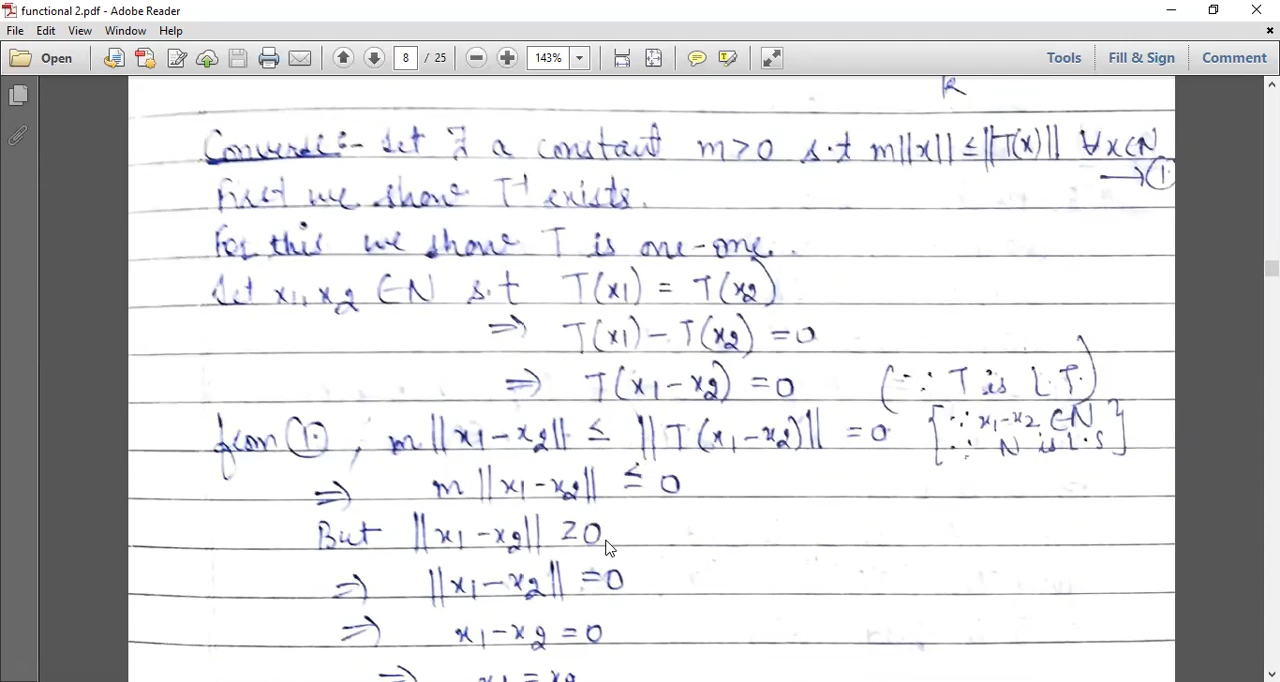 functional 2.pdf - Adobe Reader
File Edit View Window Help
Open 8 / 25 143% Tools Fill & Sign Comment
k
Converse:- Let ∃ a constant m>0 s.t m||x|| ≤ ||T(x)|| ∀x∈N
→ ①
First we show T⁻¹ exists.
For this we show T is one-one.
Let x₁, x₂ ∈ N s.t T(x₁) = T(x₂)
⇒ T(x₁) − T(x₂) = 0
⇒ T(x₁−x₂) = 0 (∵ T is L.T.)
from ①, m||x₁−x₂|| ≤ ||T(x₁−x₂)|| = 0 [∵ x₁−x₂ ∈N
∵ N is L.S]
⇒ m||x₁−x₂|| ≤ 0
But ||x₁−x₂|| ≥0
⇒ ||x₁−x₂|| =0
⇒ x₁−x₂ =0
⇒ x₁ = x₂